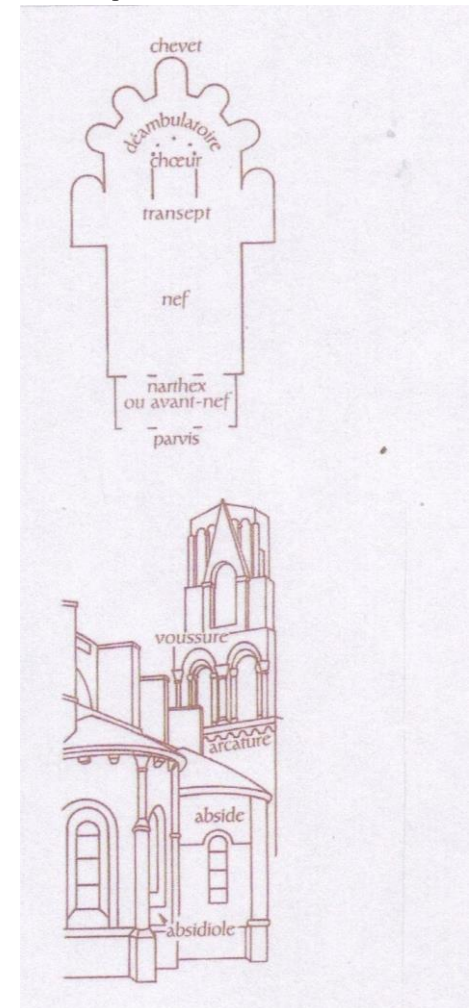 chevet
déambulatoire
chœur
transept
nef
narthex
ou avant-nef
parvis
voussure
arcature
abside
absidiole